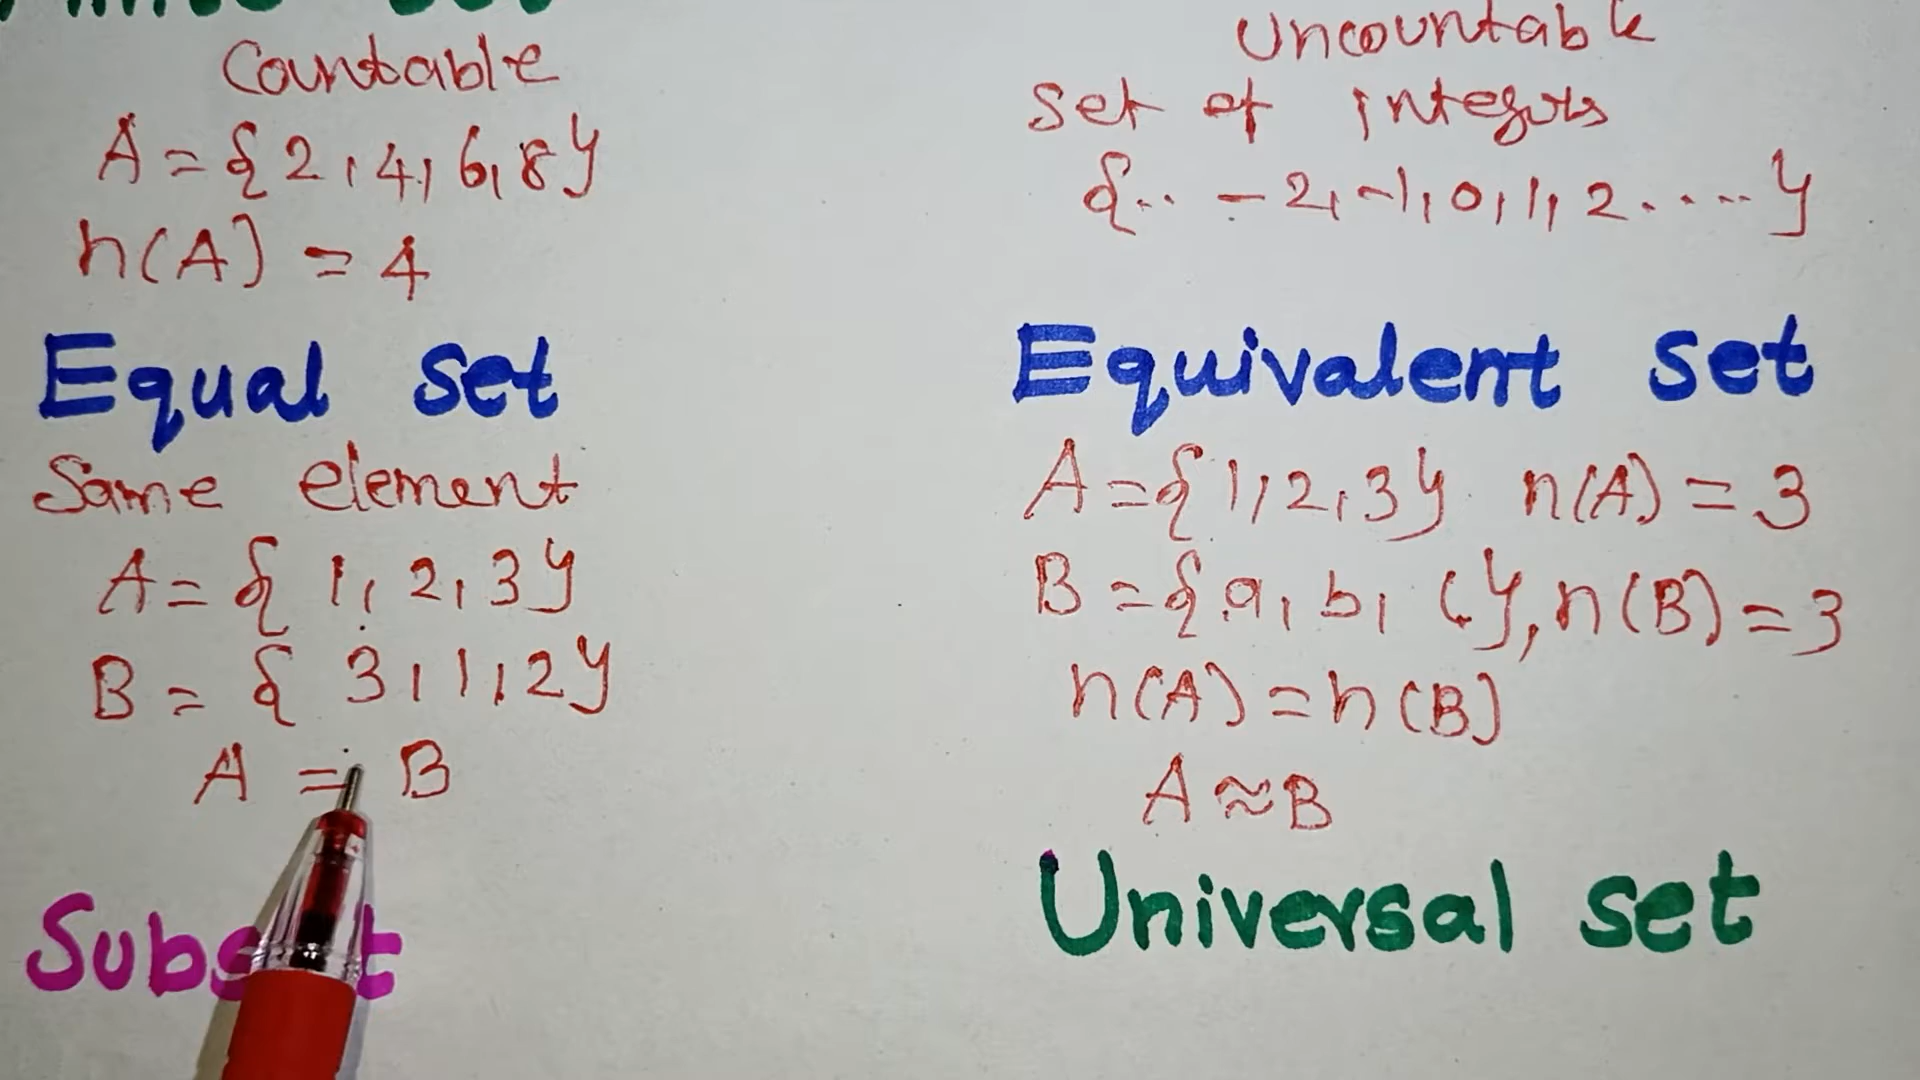 Countable
A = {2, 4, 6, 8}
n(A) = 4
Uncountable
set of integers
{.. -2, -1, 0, 1, 2.....}
Equal set
Same element
A = {1, 2, 3}
B = {3, 1, 2}
A = B
Equivalent set
A = {1, 2, 3} n(A) = 3
B = {a, b, c}, n(B) = 3
n(A) = n(B)
A ≈ B
Universal set